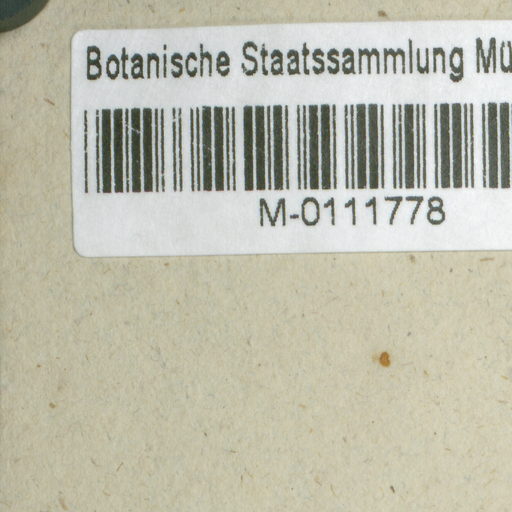 Botanische Staatssammlung Mü
M-0111778